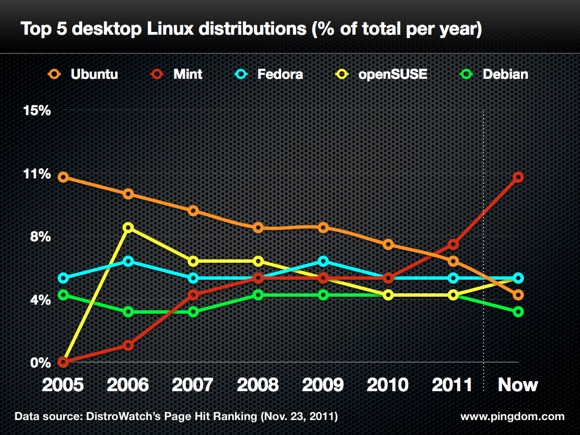 Top 5 desktop Linux distributions (% of total per year)
Ubuntu Mint Fedora openSUSE Debian
15%
11%
8%
4%
0%
2005 2006 2007 2008 2009 2010 2011 Now
Data source: DistroWatch's Page Hit Ranking (Nov. 23, 2011) www.pingdom.com